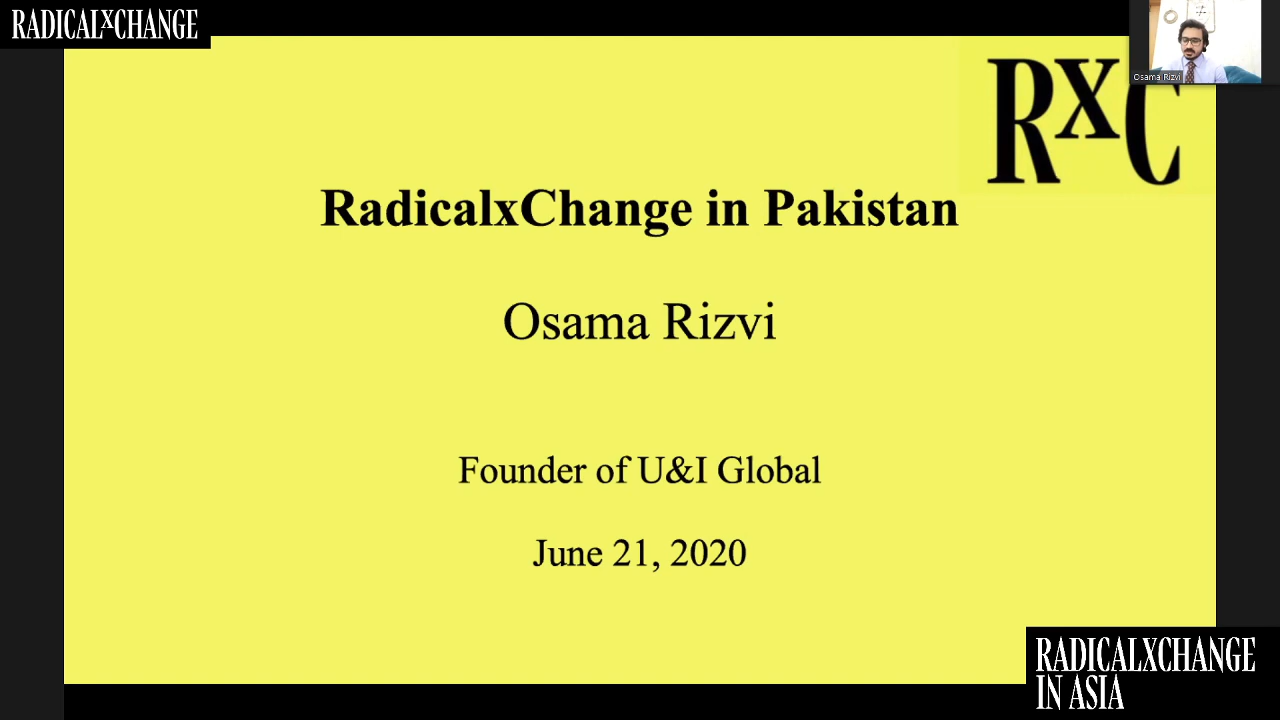 RADICALXCHANGE
Osama Rizvi
RXC
RadicalxChange in Pakistan
Osama Rizvi
Founder of U&I Global
June 21, 2020
RADICALXCHANGE
IN ASIA